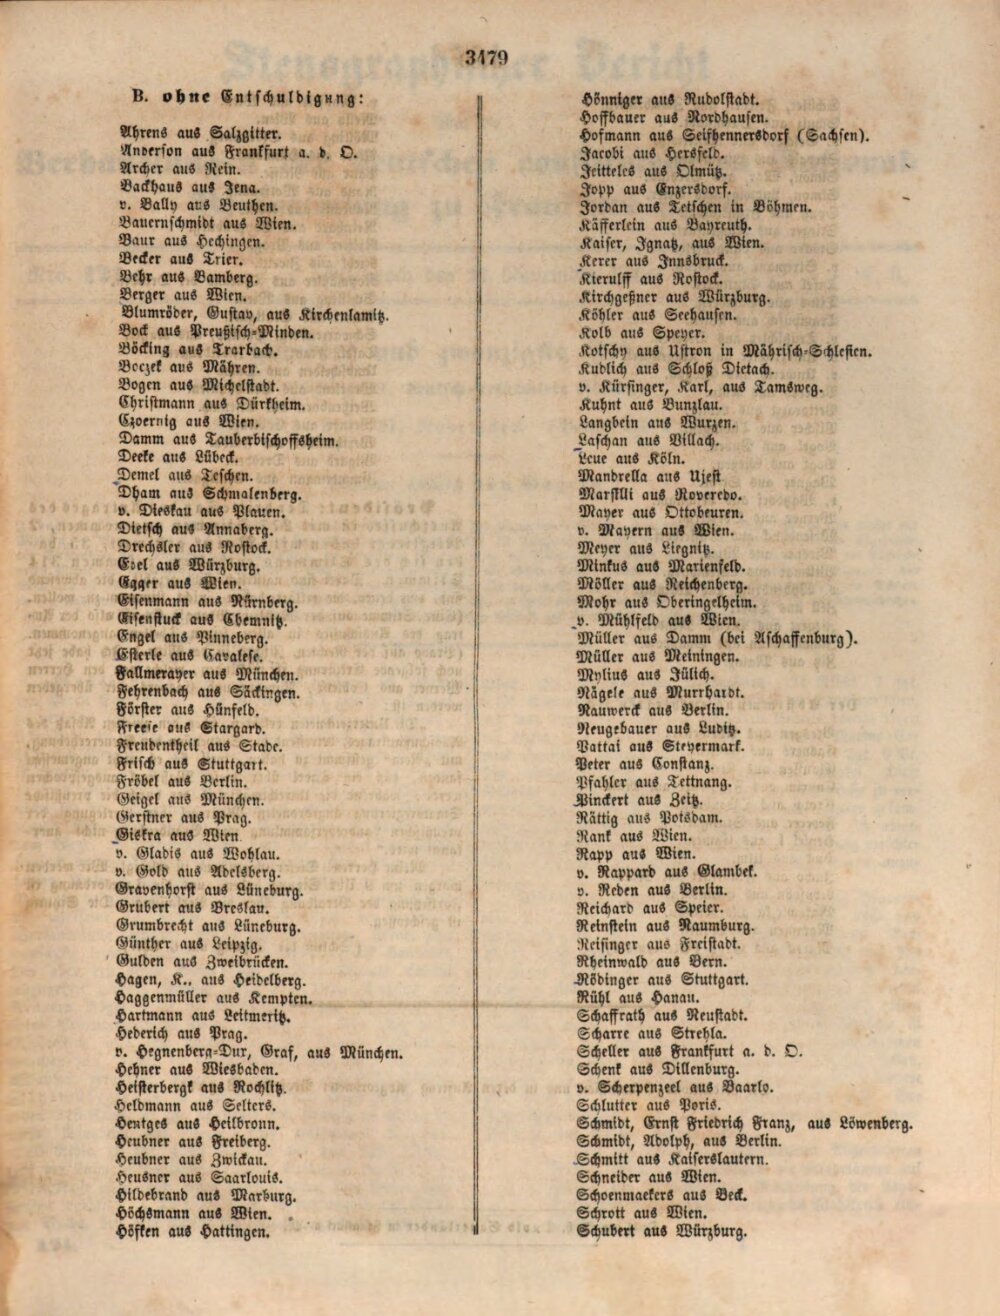 3479
B. ohne Entschuldigung:
Ahrens aus Salzgitter.
Anderson aus Frankfurt a. d. O.
Archer aus Rein.
Backhaus aus Jena.
v. Bally aus Beuthen.
Bauernschmidt aus Wien.
Baur aus Hechingen.
Becker aus Trier.
Behr aus Bamberg.
Berger aus Wien.
Blumröder, Gustav, aus Kirchenlamitz.
Bock aus Preußisch-Minden.
Böcking aus Trarbach.
Boczek aus Mähren.
Bogen aus Michelstadt.
Christmann aus Dürkheim.
Czoernig aus Wien.
Damm aus Tauberbischoffsheim.
Deeke aus Lübeck.
Demel aus Teschen.
Dham aus Schmalenberg.
v. Dieskau aus Plauen.
Dietsch aus Annaberg.
Drechsler aus Rostock.
Edel aus Würzburg.
Egger aus Wien.
Eisenmann aus Nürnberg.
Eisenstuck aus Chemnitz.
Engel aus Pinneberg.
Esterle aus Cavalese.
Fallmerayer aus München.
Fehrenbach aus Säckingen.
Förster aus Hünfeld.
Freese aus Stargard.
Freudentheil aus Stade.
Frisch aus Stuttgart.
Fröbel aus Berlin.
Geigel aus München.
Gerstner aus Prag.
Giskra aus Wien
v. Gladis aus Wohlau.
v. Gold aus Adelsberg.
Gravenhorst aus Lüneburg.
Grubert aus Breslau.
Grumbrecht aus Lüneburg.
Günther aus Leipzig.
Gulden aus Zweibrücken.
Hagen, K., aus Heidelberg.
Haggenmüller aus Kempten.
Hartmann aus Leitmeritz.
Hederich aus Prag.
v. Hegnenberg-Dux, Graf, aus München.
Hehner aus Wiesbaden.
Heisterbergk aus Rochlitz.
Heldmann aus Selters.
Hentges aus Heilbronn.
Heubner aus Freiberg.
Heubner aus Zwickau.
Heusner aus Saarlouis.
Hildebrand aus Marburg.
Höchsmann aus Wien.
Höfken aus Hattingen.
Hönniger aus Rudolstadt.
Hoffbauer aus Nordhausen.
Hofmann aus Seifhennersdorf (Sachsen).
Jacobi aus Hersfeld.
Jeitteles aus Olmütz.
Jopp aus Enzersdorf.
Jordan aus Tetschen in Böhmen.
Käfferlein aus Bayreuth.
Kaiser, Ignatz, aus Wien.
Kerer aus Innsbruck.
Kierulff aus Rostock.
Kirchgeßner aus Würzburg.
Köhler aus Seehausen.
Kolb aus Speyer.
Kotschy aus Ustron in Mährisch-Schlesien.
Kudlich aus Schloß Dietach.
v. Kürsinger, Karl, aus Tamsweg.
Kuhnt aus Bunzlau.
Langbein aus Wurzen.
Laschan aus Villach.
Leue aus Köln.
Mandrella aus Ujest
Marsilli aus Roveredo.
Mayer aus Ottobeuren.
v. Mayern aus Wien.
Meyer aus Liegnitz.
Minkus aus Marienfeld.
Möller aus Reichenberg.
Mohr aus Oberingelheim.
v. Mühlfeld aus Wien.
Müller aus Damm (bei Aschaffenburg).
Müller aus Meiningen.
Mylius aus Jülich.
Nägele aus Murrhardt.
Nauwerck aus Berlin.
Neugebauer aus Luditz.
Pattai aus Steyermark.
Peter aus Constanz.
Pfahler aus Tettnang.
Pinckert aus Zeitz.
Rättig aus Potsdam.
Rank aus Wien.
Rapp aus Wien.
v. Rappard aus Glambek.
v. Reden aus Berlin.
Reichard aus Speier.
Reinstein aus Naumburg.
Reisinger aus Freistadt.
Rheinwald aus Bern.
Rödinger aus Stuttgart.
Rühl aus Hanau.
Schaffrath aus Neustadt.
Scharre aus Strehla.
Scheller aus Frankfurt a. d. O.
Schenk aus Dillenburg.
v. Scherpenzeel aus Baarlo.
Schlutter aus Poris.
Schmidt, Ernst Friedrich Franz, aus Löwenberg.
Schmidt, Adolph, aus Berlin.
Schmitt aus Kaiserslautern.
Schneider aus Wien.
Schoenmaekers aus Beck.
Schrott aus Wien.
Schubert aus Würzburg.